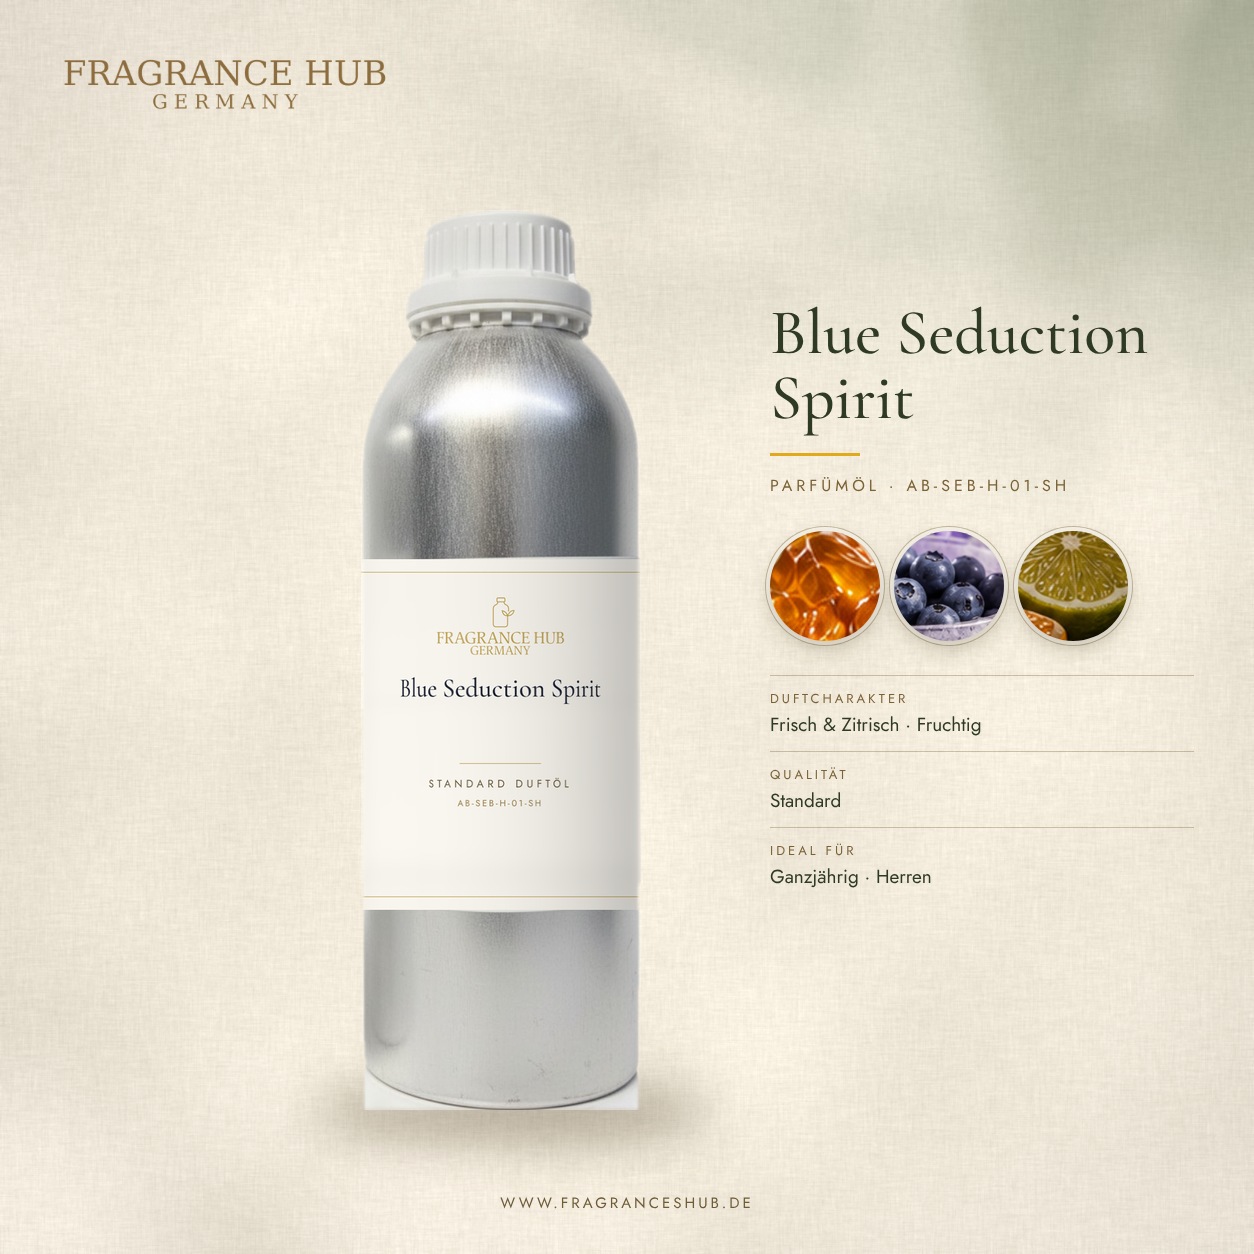 FRAGRANCE HUB
GERMANY
Blue Seduction
Spirit
PARFÜMÖL · AB-SEB-H-01-SH
FRAGRANCE HUB
GERMANY
Blue Seduction Spirit
STANDARD DUFTÖL
AB-SEB-H-01-SH
DUFTCHARAKTER
Frisch & Zitrisch · Fruchtig
QUALITÄT
Standard
IDEAL FÜR
Ganzjährig · Herren
WWW.FRAGRANCESHUB.DE